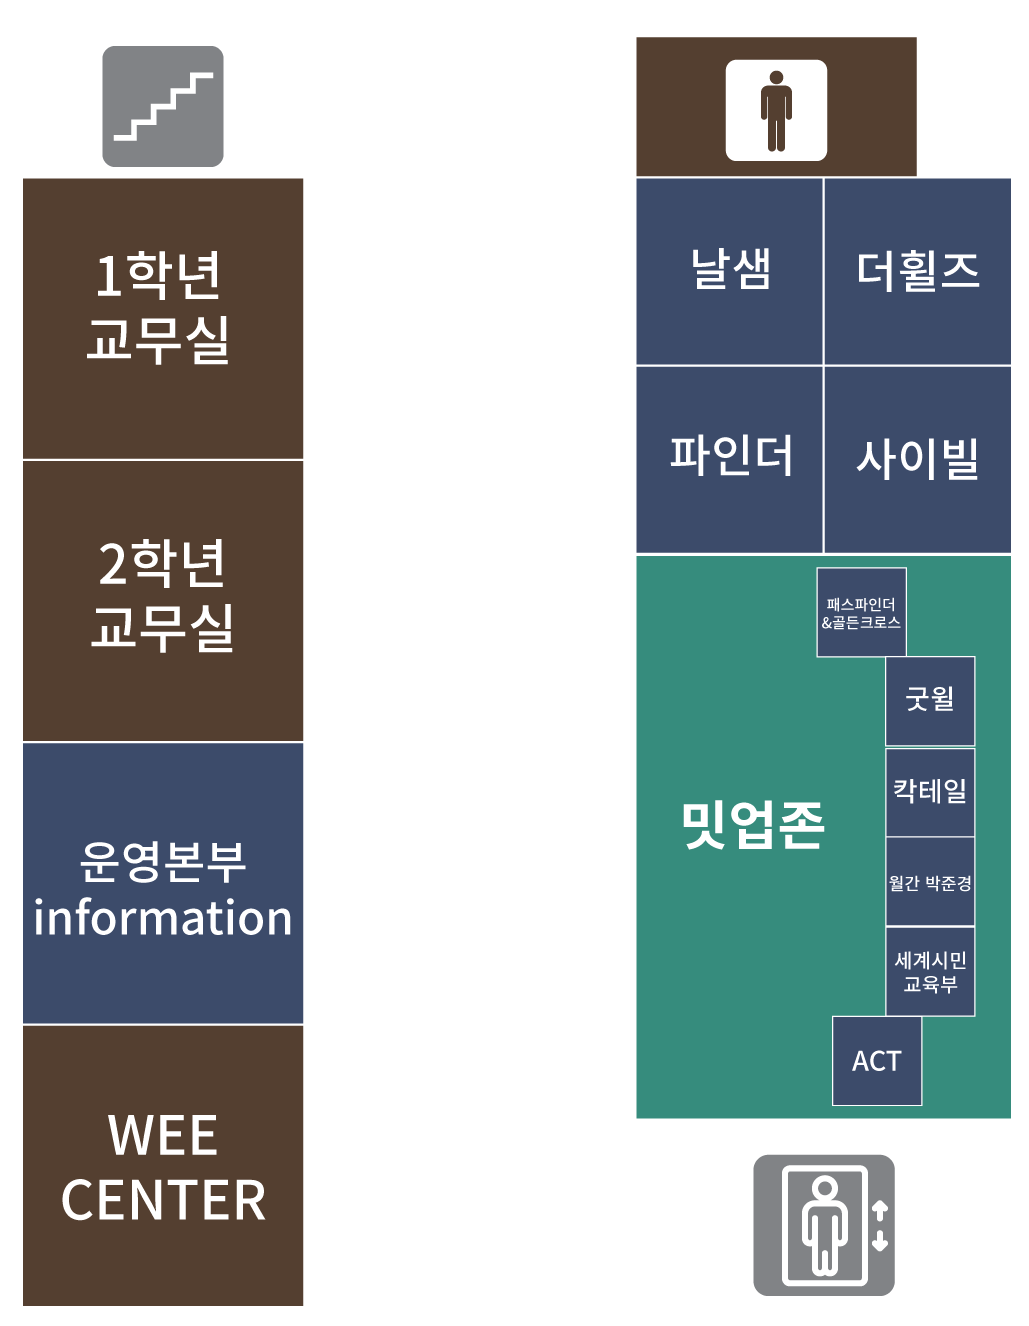 1학년
교무실
2학년
교무실
운영본부
information
WEE
CENTER
날샘
더휠즈
파인더
사이빌
밋업존
패스파인더
&골든크로스
굿윌
칵테일
월간 박준경
세계시민
교육부
ACT